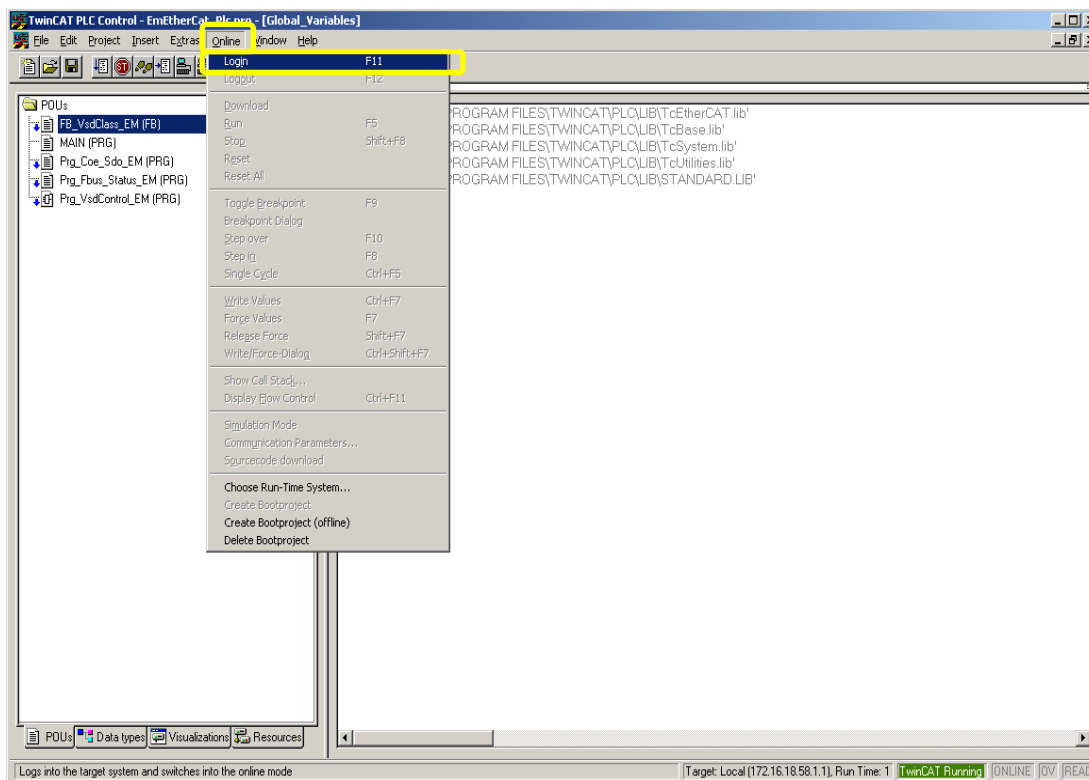 TwinCAT PLC Control - EmEtherCat_Plc.pro - [Global_Variables]
File Edit Project Insert Extras Online Window Help
Login F11
Logout F12
POUs
Download
PROGRAM FILES\TWINCAT\PLC\LIB\TcEtherCAT.lib'
FB_VsdClass_EM (FB)
Run F5
PROGRAM FILES\TWINCAT\PLC\LIB\TcBase.lib'
MAIN (PRG)
Stop Shift+F8
PROGRAM FILES\TWINCAT\PLC\LIB\TcSystem.lib'
Prg_Coe_Sdo_EM (PRG)
Reset
PROGRAM FILES\TWINCAT\PLC\LIB\TcUtilities.lib'
Prg_Fbus_Status_EM (PRG)
Reset All
PROGRAM FILES\TWINCAT\PLC\LIB\STANDARD.LIB'
Prg_VsdControl_EM (PRG)
Toggle Breakpoint F9
Breakpoint Dialog
Step over F10
Step in F8
Single Cycle Ctrl+F5
Write Values Ctrl+F7
Force Values F7
Release Force Shift+F7
Write/Force-Dialog Ctrl+Shift+F7
Show Call Stack...
Display Flow Control Ctrl+F11
Simulation Mode
Communication Parameters...
Sourcecode download
Choose Run-Time System...
Create Bootproject
Create Bootproject (offline)
Delete Bootproject
POUs Data types Visualizations Resources
Logs into the target system and switches into the online mode Target: Local (172.16.18.58.1.1), Run Time: 1 TwinCAT Running ONLINE OV READ